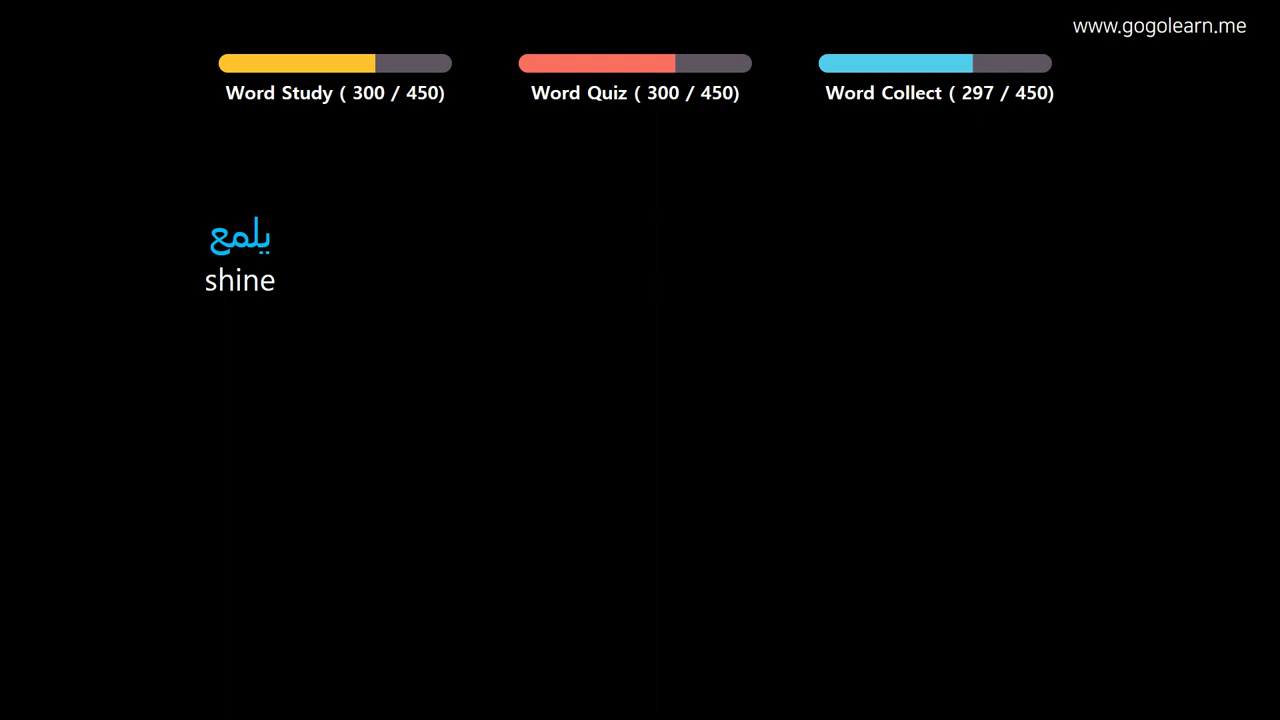 www.gogolearn.me
Word Study ( 300 / 450)
Word Quiz ( 300 / 450)
Word Collect ( 297 / 450)
يلمع
shine